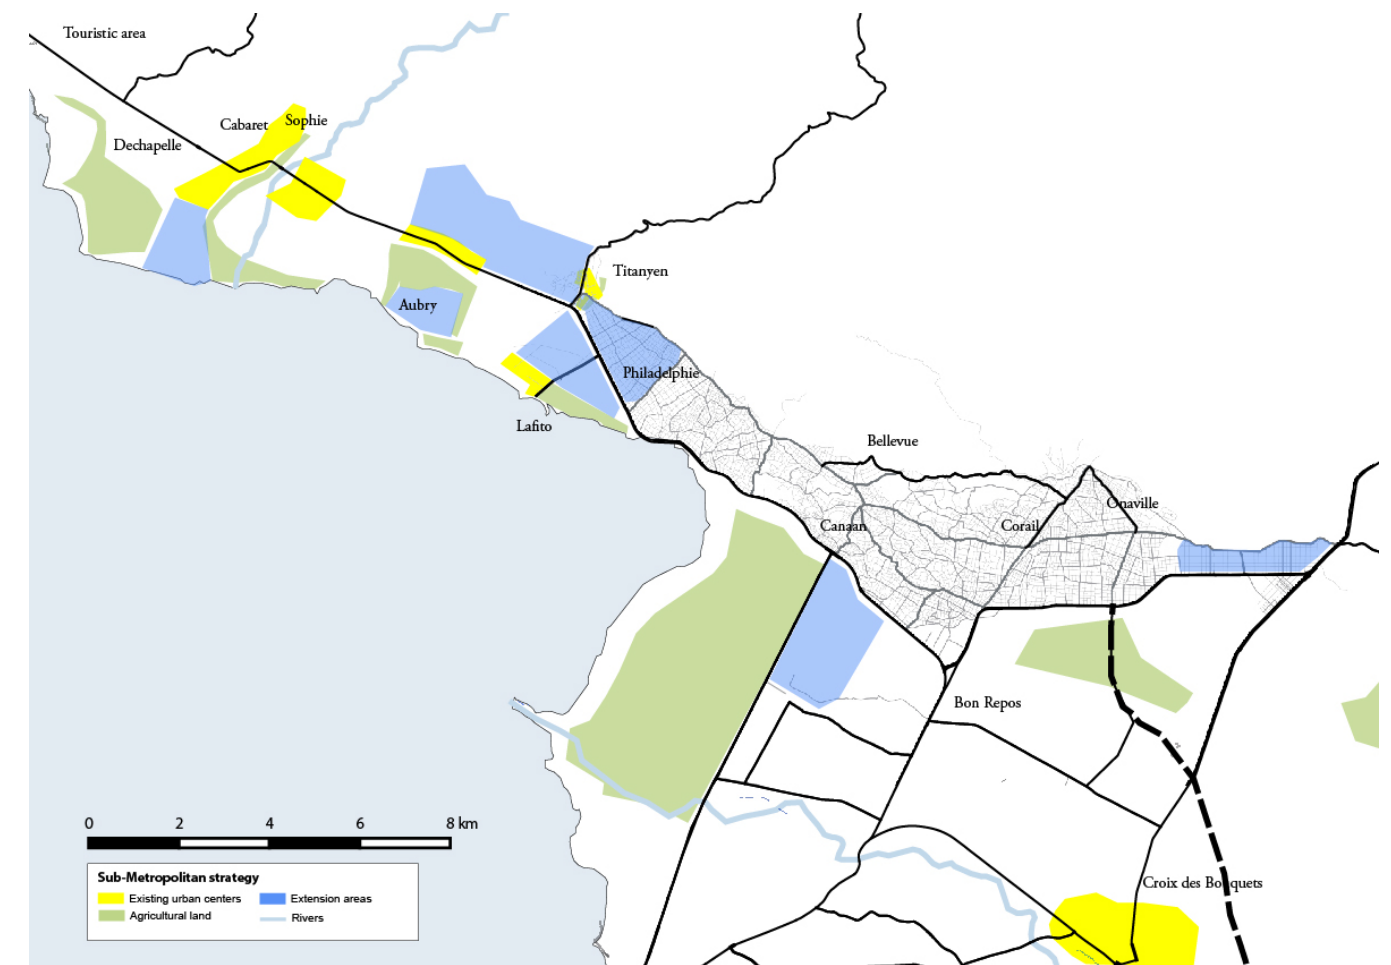 Touristic area
Cabaret
Sophie
Dechapelle
Titanyen
Aubry
Philadelphie
Lafito
Bellevue
Onaville
Canaan
Corail
Bon Repos
Croix des Bouquets
0 2 4 6 8 km
Sub-Metropolitan strategy
Existing urban centers
Extension areas
Agricultural land
Rivers